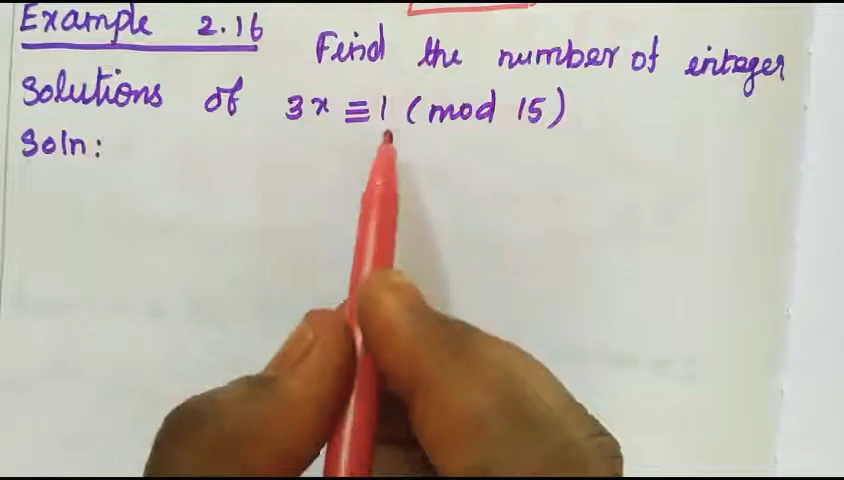 Example 2.16 Find the number of integer
Solutions of 3x ≡ 1 (mod 15)
Soln: